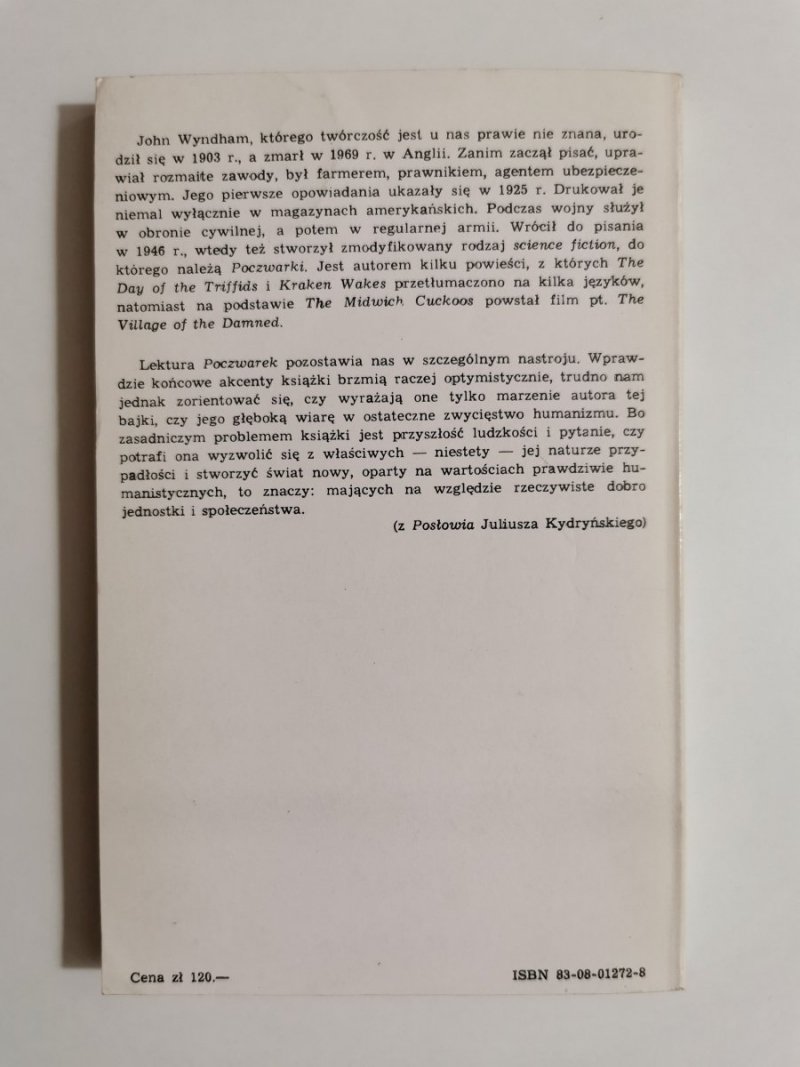 John Wyndham, którego twórczość jest u nas prawie nie znana, uro-
dził się w 1903 r., a zmarł w 1969 r. w Anglii. Zanim zaczął pisać, upra-
wiał rozmaite zawody, był farmerem, prawnikiem, agentem ubezpiecze-
niowym. Jego pierwsze opowiadania ukazały się w 1925 r. Drukował je
niemal wyłącznie w magazynach amerykańskich. Podczas wojny służył
w obronie cywilnej, a potem w regularnej armii. Wrócił do pisania
w 1946 r., wtedy też stworzył zmodyfikowany rodzaj science fiction, do
którego należą Poczwarki. Jest autorem kilku powieści, z których The
Day of the Triffids i Kraken Wakes przetłumaczono na kilka języków,
natomiast na podstawie The Midwich Cuckoos powstał film pt. The
Village of the Damned.
Lektura Poczwarek pozostawia nas w szczególnym nastroju. Wpraw-
dzie końcowe akcenty książki brzmią raczej optymistycznie, trudno nam
jednak zorientować się, czy wyrażają one tylko marzenie autora tej
bajki, czy jego głęboką wiarę w ostateczne zwycięstwo humanizmu. Bo
zasadniczym problemem książki jest przyszłość ludzkości i pytanie, czy
potrafi ona wyzwolić się z właściwych — niestety — jej naturze przy-
padłości i stworzyć świat nowy, oparty na wartościach prawdziwie hu-
manistycznych, to znaczy: mających na względzie rzeczywiste dobro
jednostki i społeczeństwa.
(z Posłowia Juliusza Kydryńskiego)
Cena zł 120.—
ISBN 83-08-01272-8